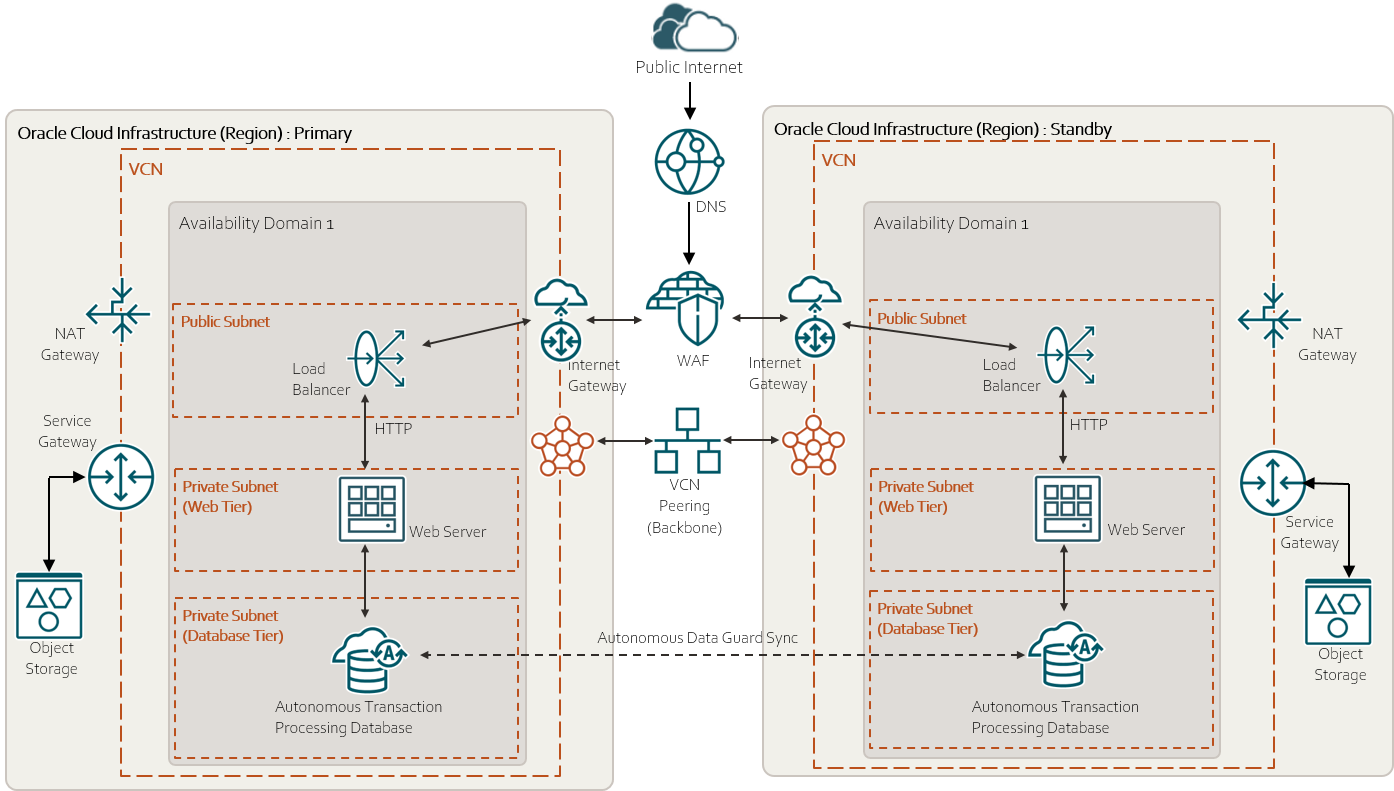 Public Internet
DNS
WAF
VCN
Peering
(Backbone)
Autonomous Data Guard Sync
Oracle Cloud Infrastructure (Region) : Primary
VCN
Availability Domain 1
NAT
Gateway
Public Subnet
Load
Balancer
Internet
Gateway
HTTP
Service
Gateway
Private Subnet
(Web Tier)
Web Server
Object
Storage
Private Subnet
(Database Tier)
A
Autonomous Transaction
Processing Database
Oracle Cloud Infrastructure (Region) : Standby
VCN
Availability Domain 1
Internet
Gateway
Public Subnet
Load
Balancer
NAT
Gateway
HTTP
Private Subnet
(Web Tier)
Web Server
Service
Gateway
Private Subnet
(Database Tier)
A
Autonomous Transaction
Processing Database
Object
Storage